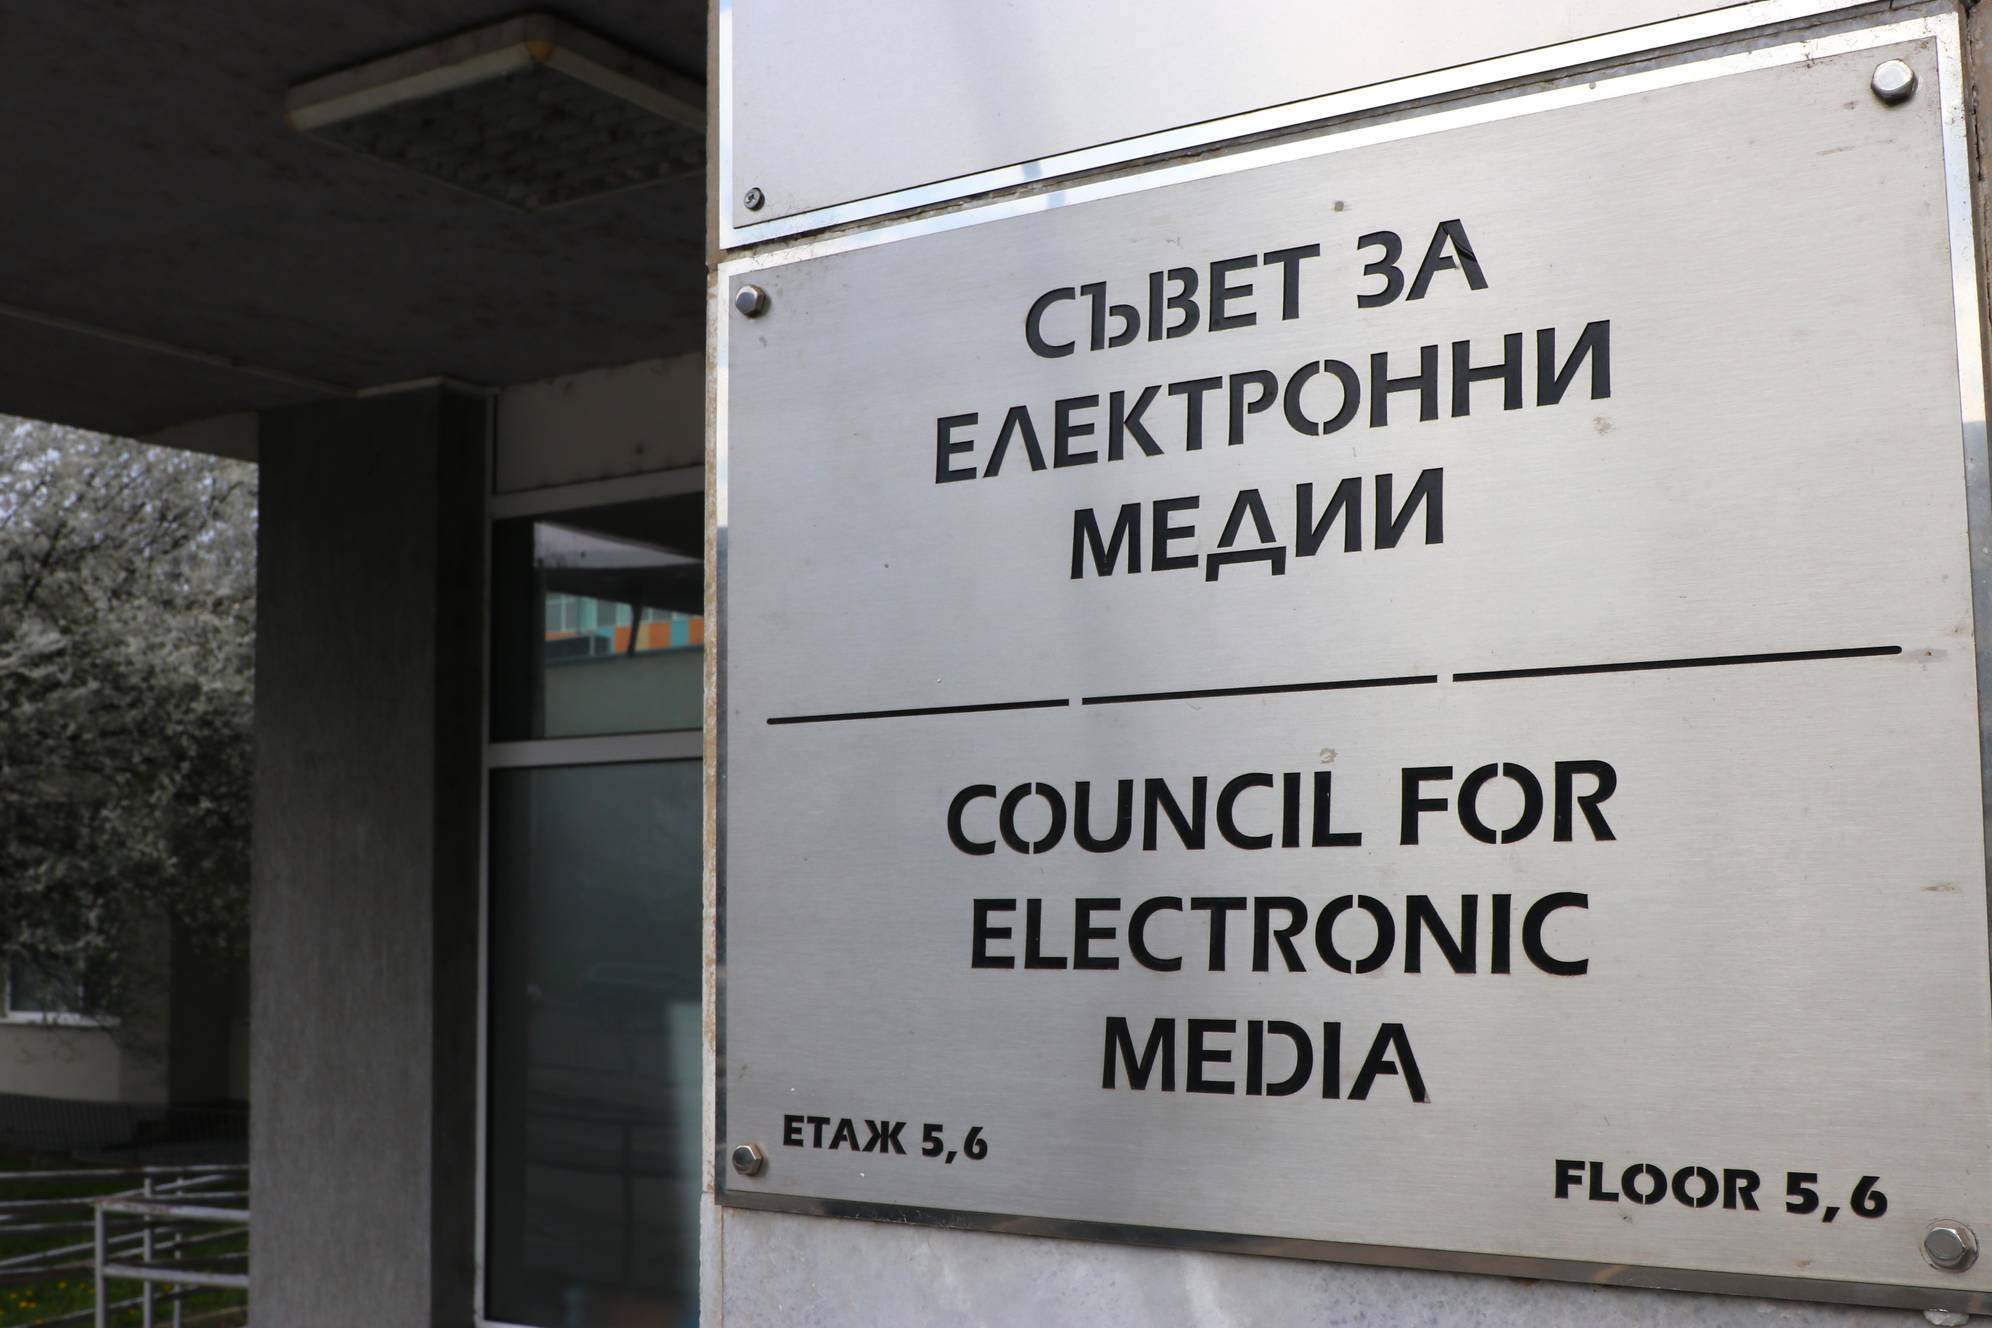 СЪВЕТ ЗА
ЕЛЕКТРОННИ
МЕДИИ
COUNCIL FOR
ELECTRONIC
MEDIA
ЕТАЖ 5,6
FLOOR 5,6